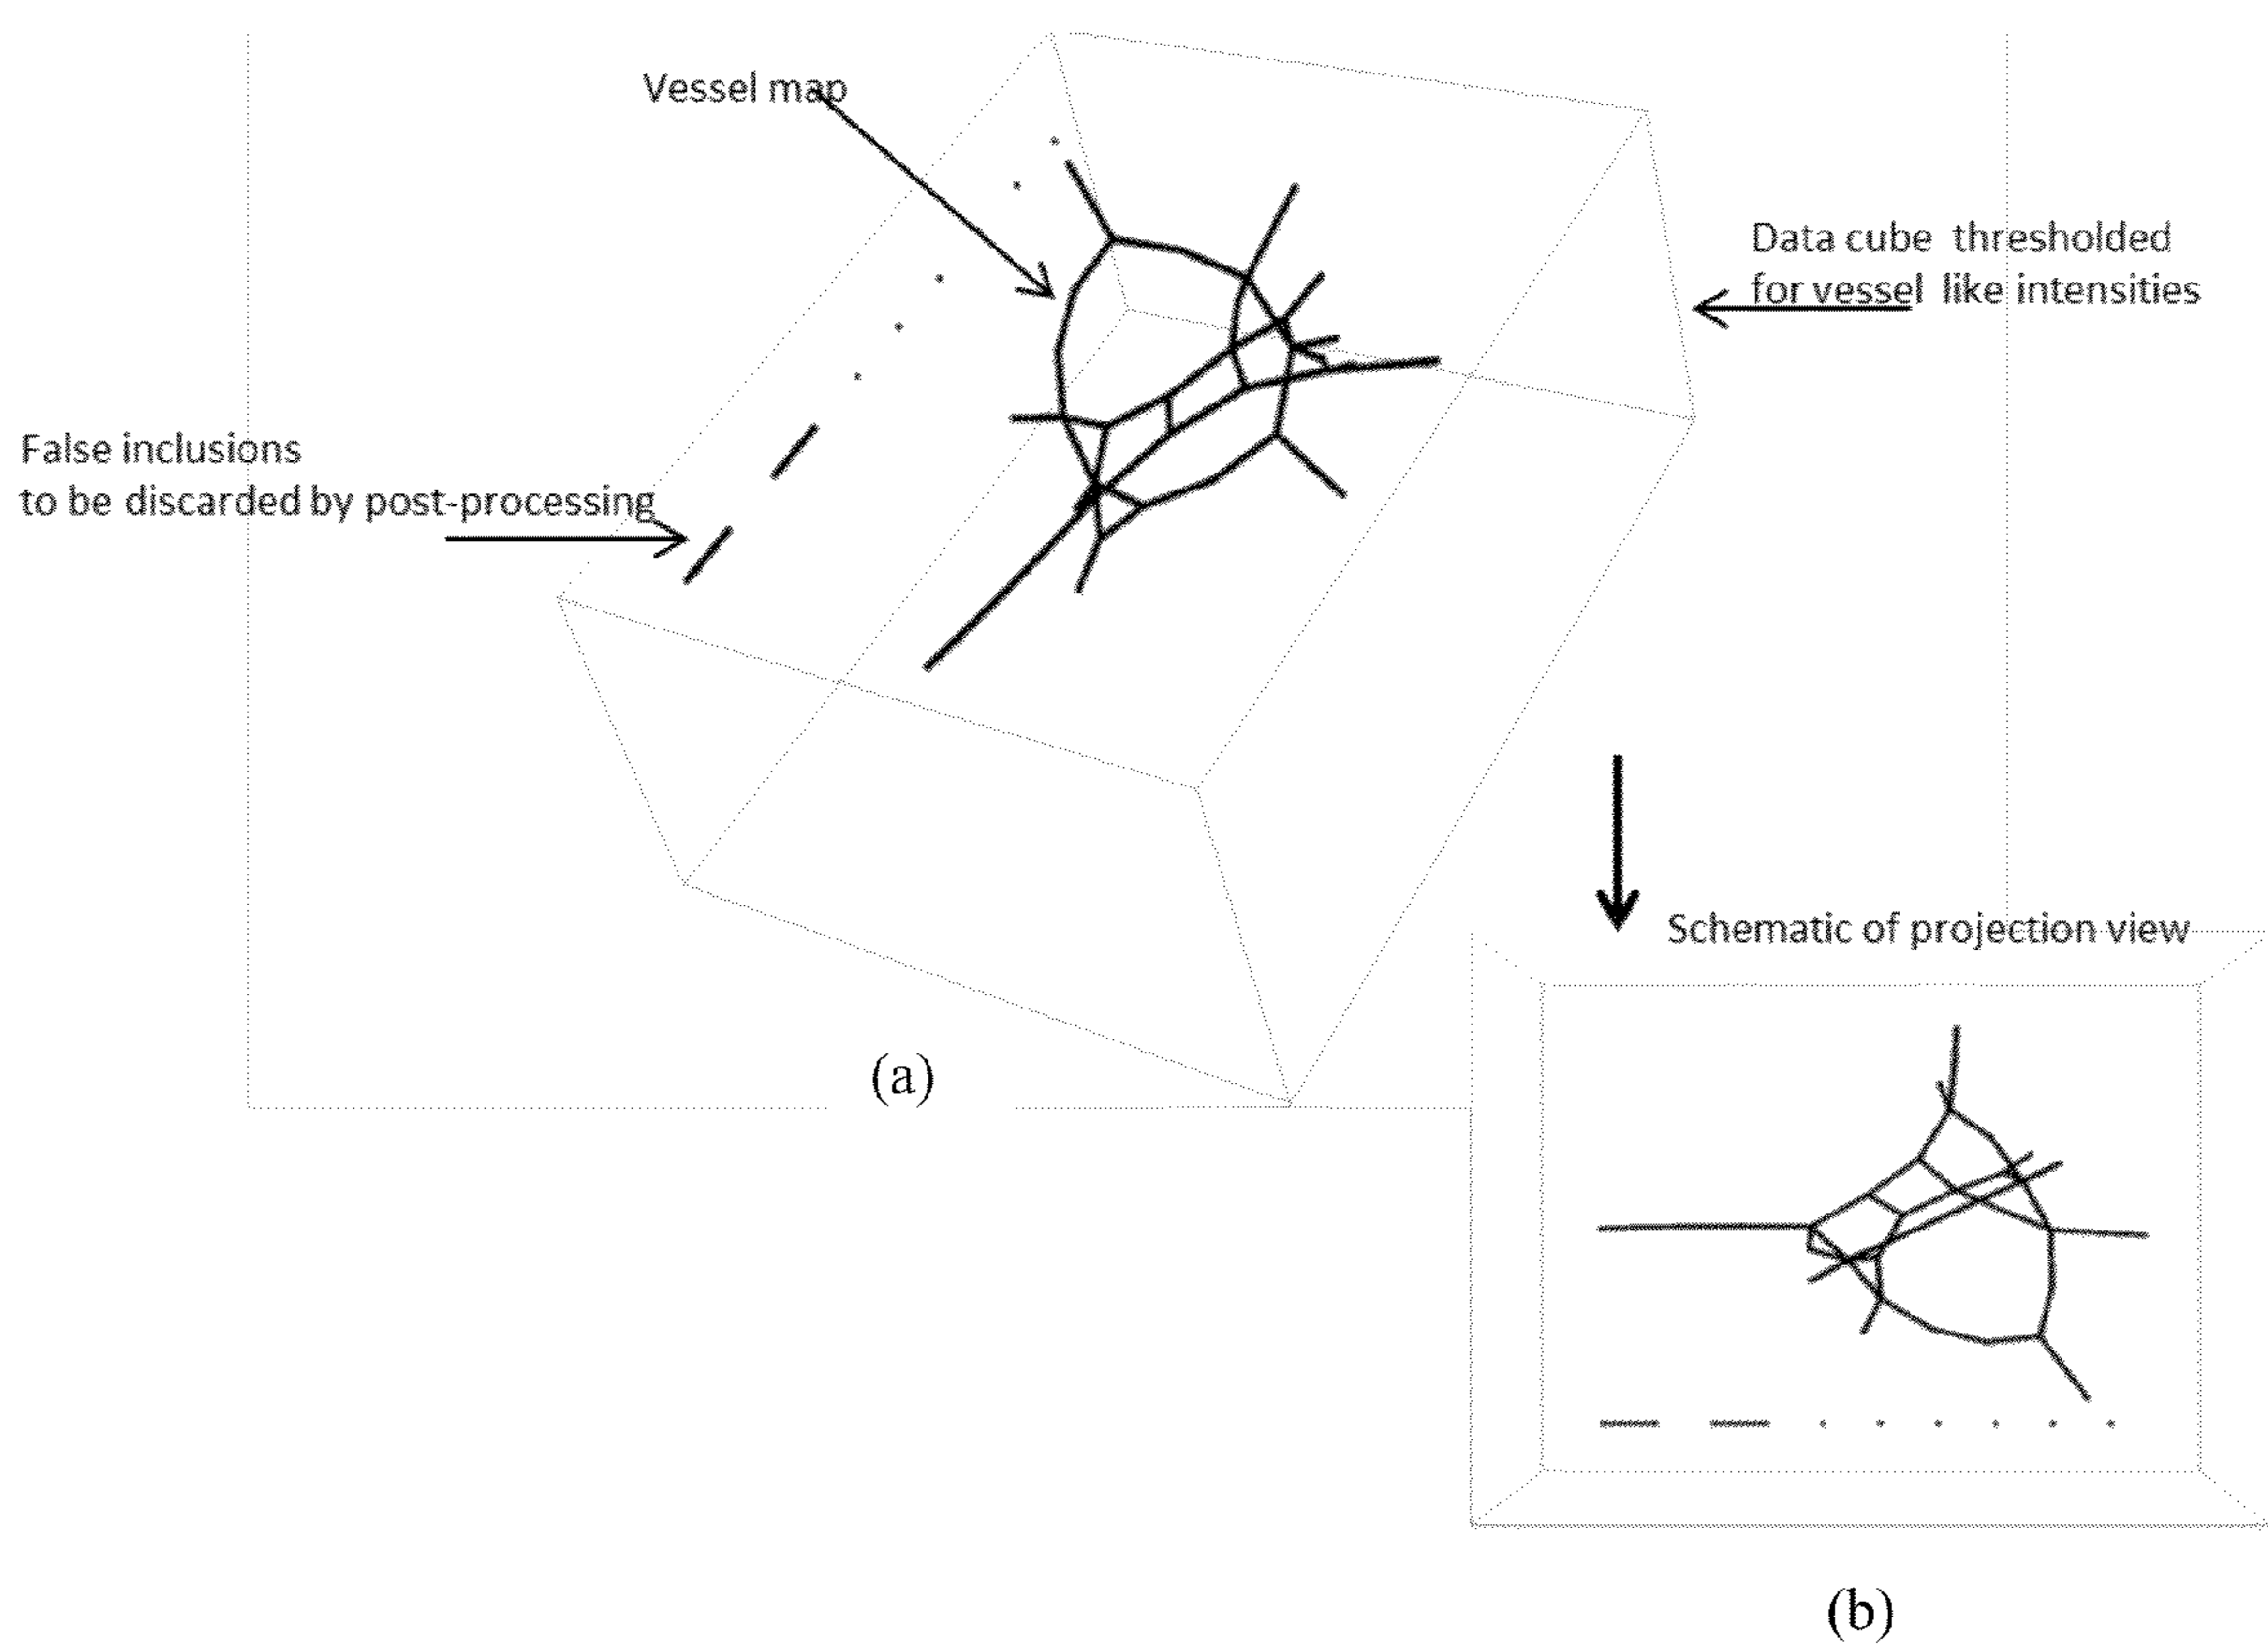 Vessel map
Data cube thresholded
for vessel like intensities
False inclusions
to be discarded by post-processing
Schematic of projection view
(a)
(b)